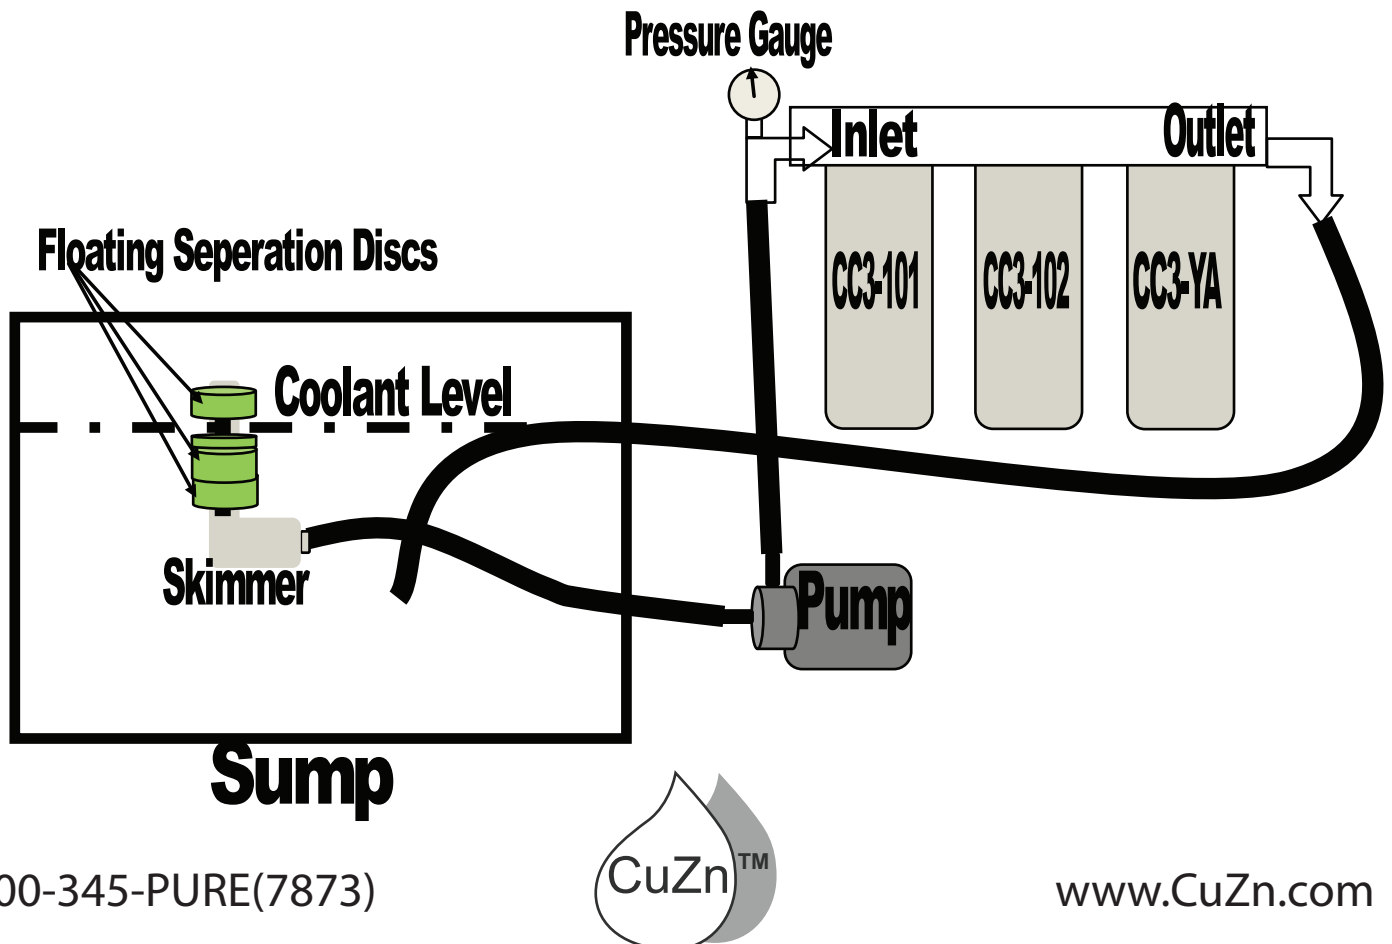 Pressure Gauge
Inlet
Outlet
Floating Seperation Discs
CC3-101
CC3-102
CC3-YA
Coolant Level
Skimmer
Pump
Sump
CuZn™
00-345-PURE(7873)
www.CuZn.com